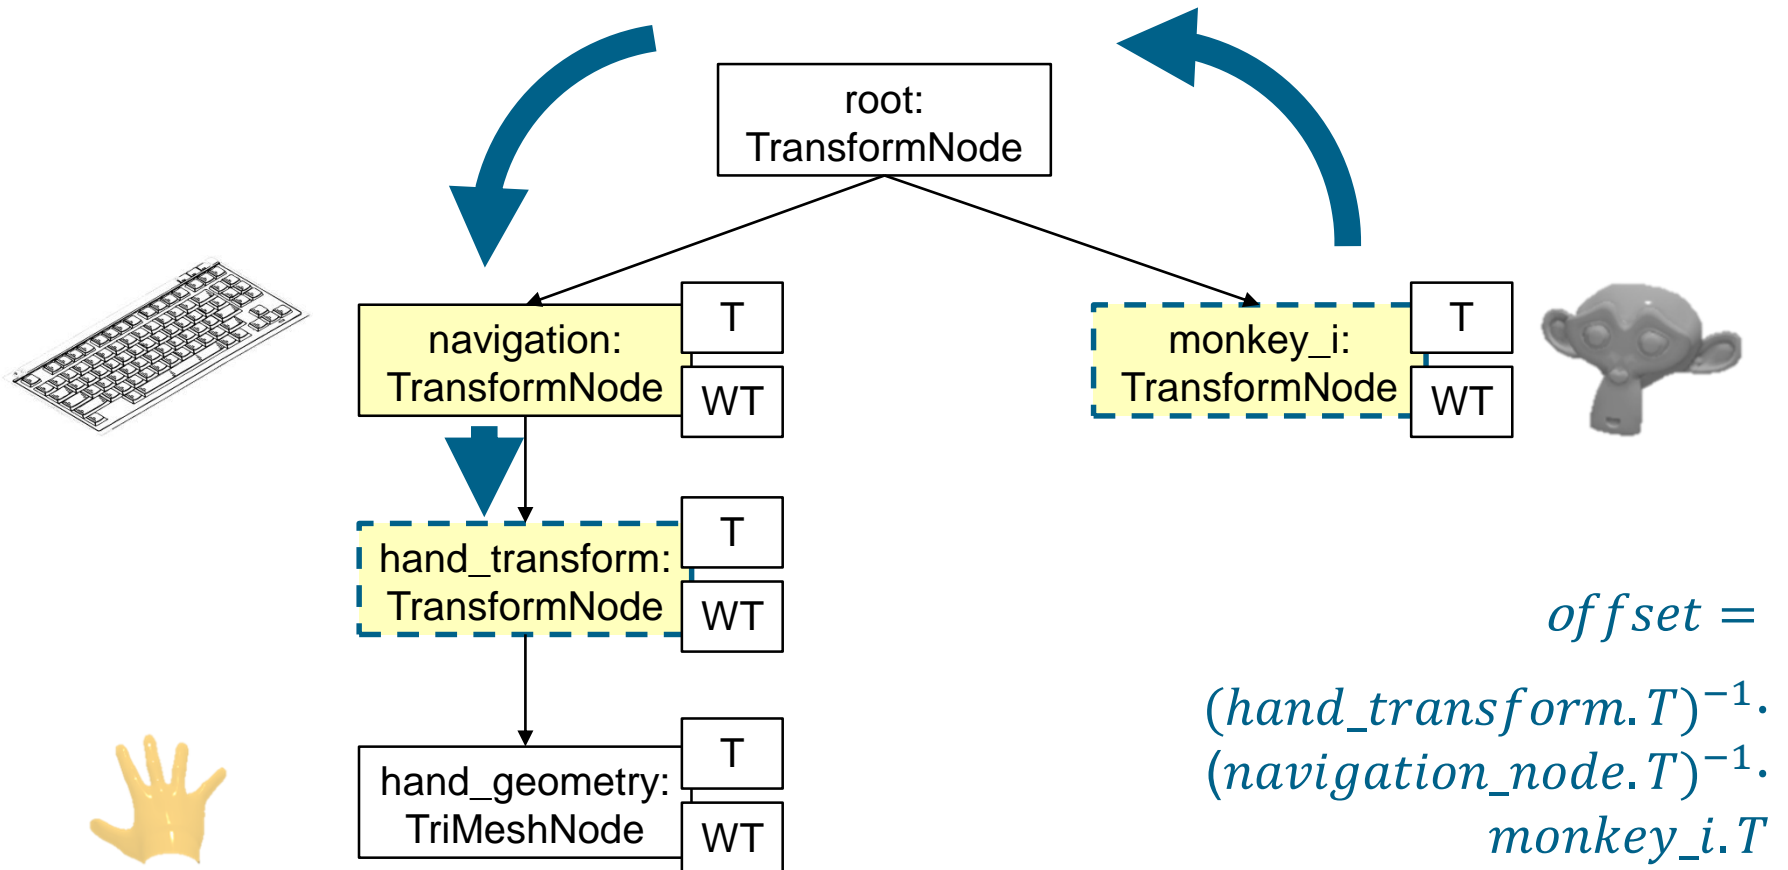 root:
TransformNode
navigation:
TransformNode
T
WT
monkey_i:
TransformNode
T
WT
hand_transform:
TransformNode
T
WT
hand_geometry:
TriMeshNode
T
WT
offset =
(hand_transform.T)⁻¹·
(navigation_node.T)⁻¹·
monkey_i.T